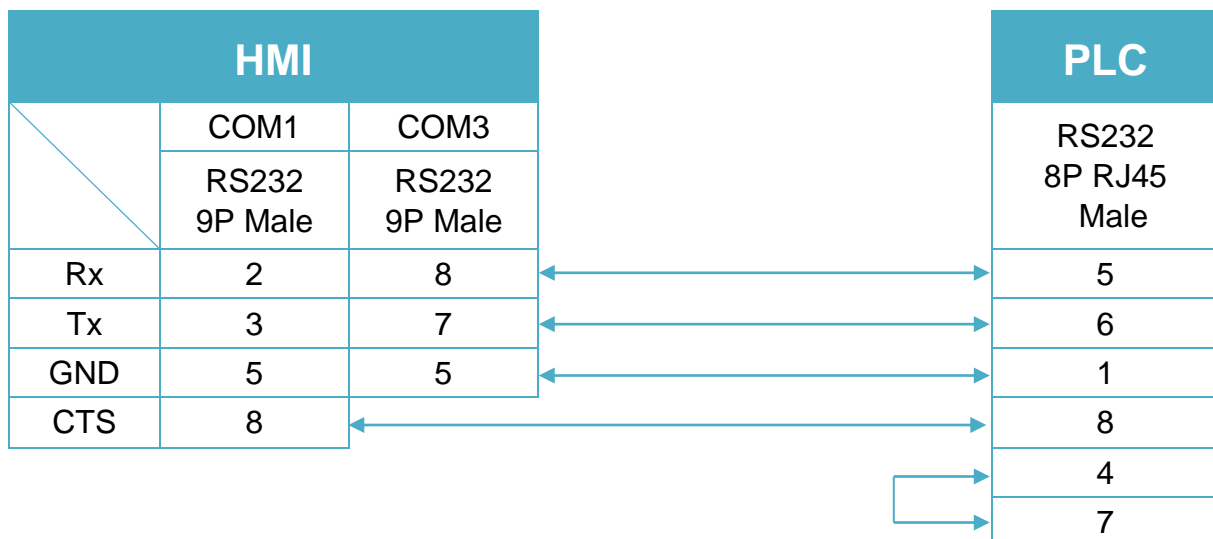 HMI PLC
COM1 COM3
RS232
8P RJ45
Male
RS232 RS232
9P Male 9P Male
Rx 2 8 5
Tx 3 7 6
GND 5 5 1
CTS 8 8
4
7